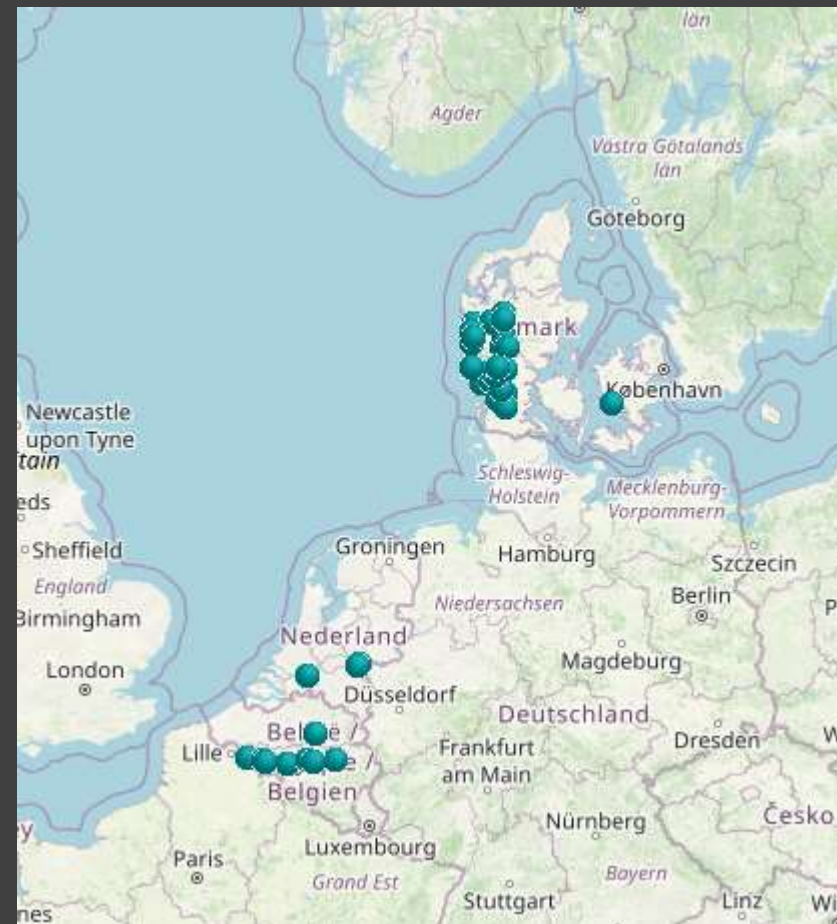 län
Agder
Västra Götalands
län
Göteborg
mark
København
Newcastle
upon Tyne
tain
Schleswig-
Holstein
Mecklenburg-
Vorpommern
eds
Groningen
Hamburg
Sheffield
Szczecin
England
Niedersachsen
Berlin
P
Birmingham
Nederland
Magdeburg
London
Düsseldorf
Deutschland
Bel ë /
Dresden
W
Lille
e /
Frankfurt
am Main
Belgien
Česko
Nürnberg
ey
Luxembourg
Paris
Grand Est
Bayern
Stuttgart
Linz
W
nes